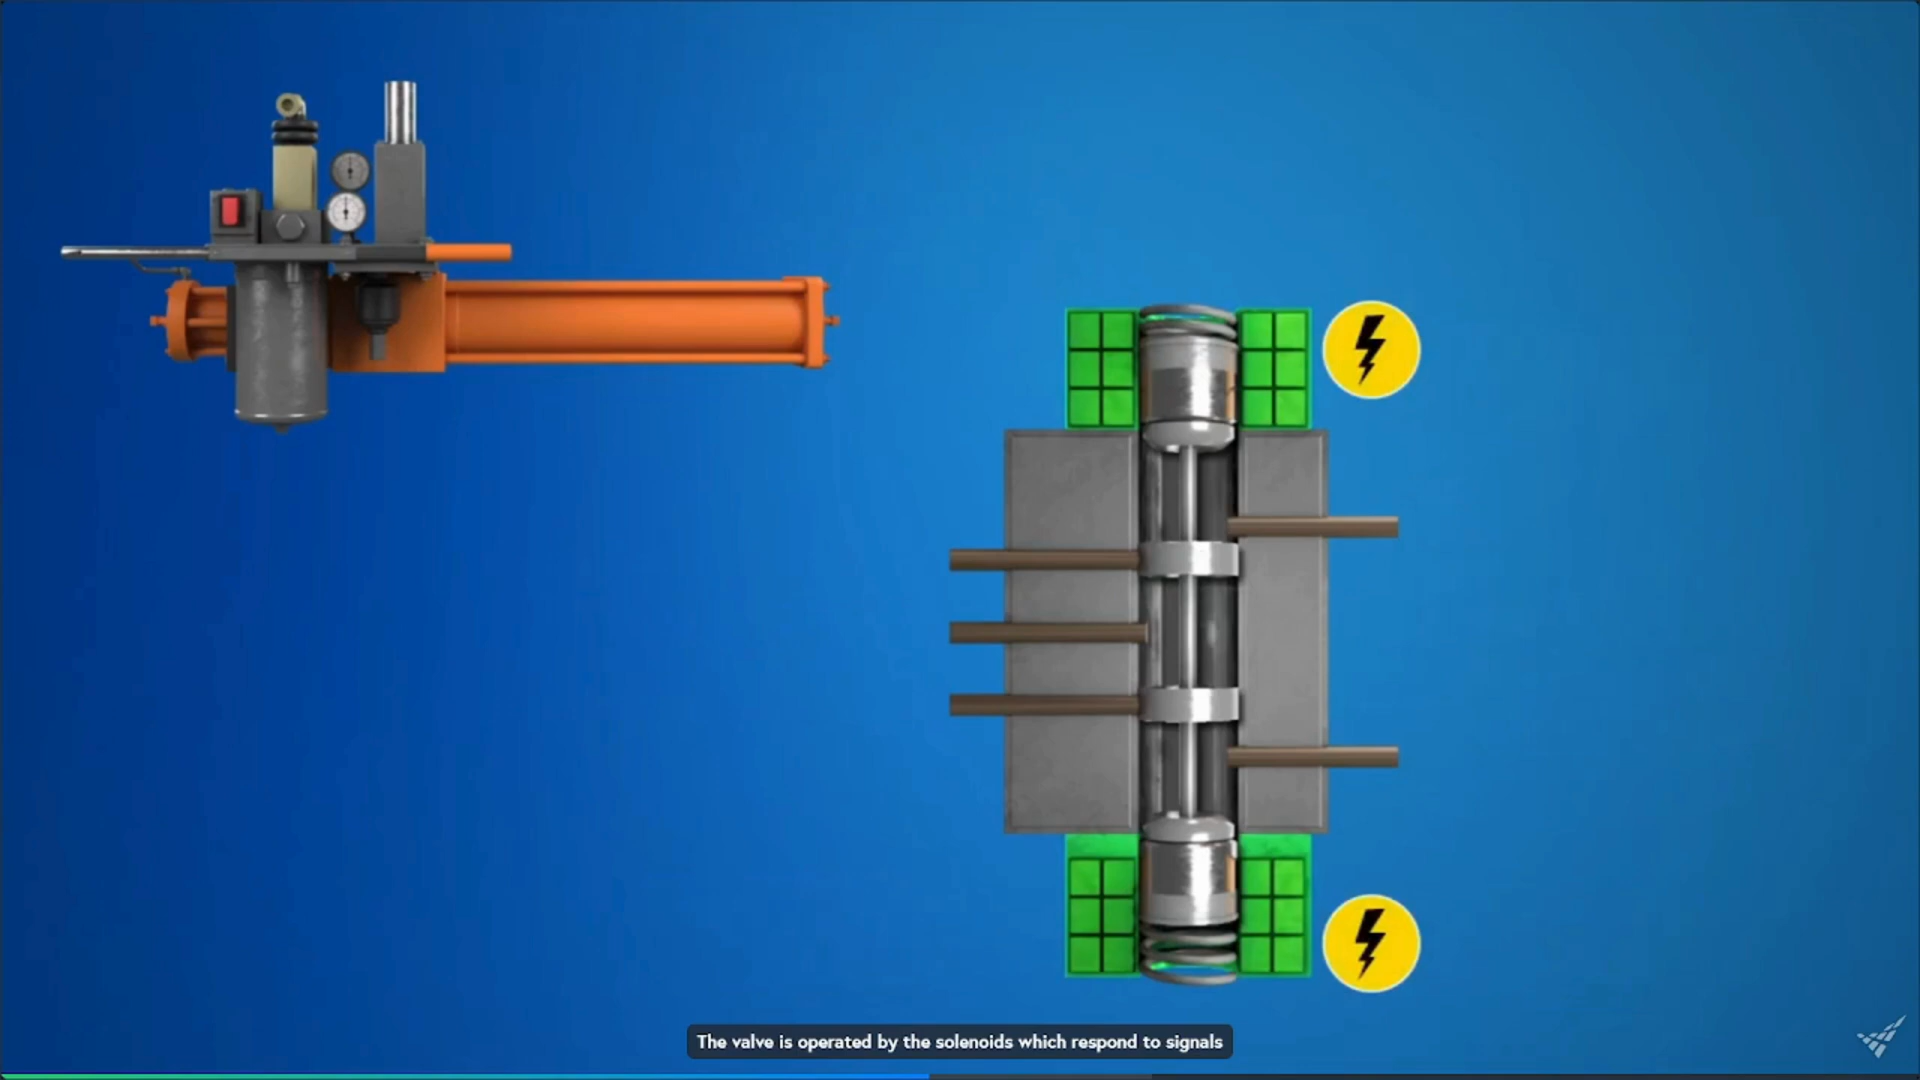 The valve is operated by the solenoids which respond to signals